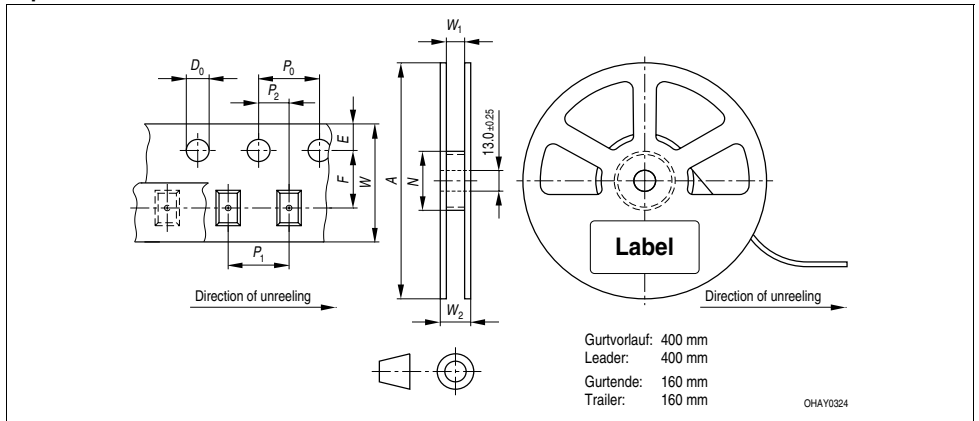 W1
D0
P0
P2
E
F
W
A
N
13.0 ±0.25
P1
W2
Label
Direction of unreeling
Direction of unreeling
Gurtvorlauf: 400 mm
Leader: 400 mm
Gurtende: 160 mm
Trailer: 160 mm
OHAY0324